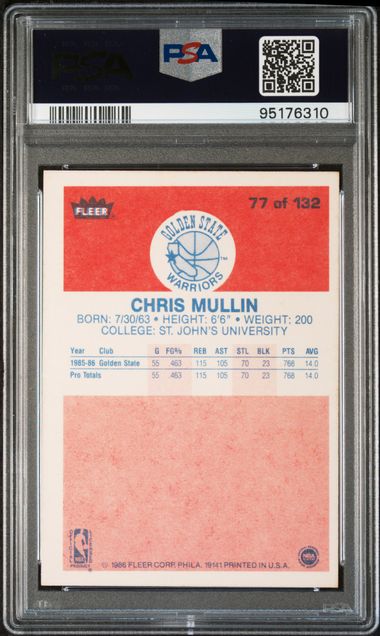 PSA
PSA
95176310
FLEER
77 of 132
GOLDEN STATE
WARRIORS
TM
CHRIS MULLIN
BORN: 7/30/63 • HEIGHT: 6'6" • WEIGHT: 200
COLLEGE: ST. JOHN'S UNIVERSITY
Year Club G FG% REB AST STL BLK PTS AVG
1985-86 Golden State 55 .463 115 105 70 23 768 14.0
Pro Totals 55 .463 115 105 70 23 768 14.0
© 1986 FLEER CORP. PHILA. 19141 PRINTED IN U.S.A.